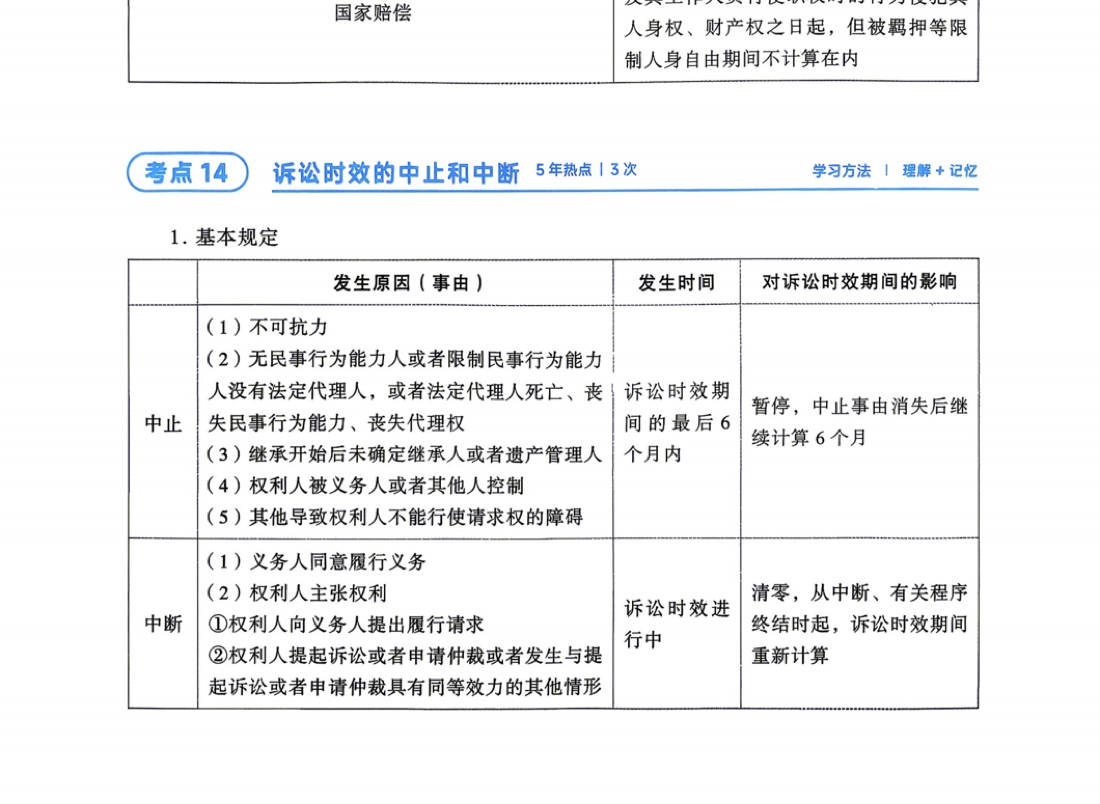 国家赔偿
人身权、财产权之日起，但被羁押等限
制人身自由期间不计算在内
考点 14 诉讼时效的中止和中断 5 年热点 | 3 次 学习方法 | 理解 + 记忆
1. 基本规定
发生原因（事由） 发生时间 对诉讼时效期间的影响
中止
（1）不可抗力
（2）无民事行为能力人或者限制民事行为能力
人没有法定代理人，或者法定代理人死亡、丧
失民事行为能力、丧失代理权
（3）继承开始后未确定继承人或者遗产管理人
（4）权利人被义务人或者其他人控制
（5）其他导致权利人不能行使请求权的障碍
诉讼时效期
间的最后 6
个月内
暂停，中止事由消失后继
续计算 6 个月
中断
（1）义务人同意履行义务
（2）权利人主张权利
①权利人向义务人提出履行请求
②权利人提起诉讼或者申请仲裁或者发生与提
起诉讼或者申请仲裁具有同等效力的其他情形
诉讼时效进
行中
清零，从中断、有关程序
终结时起，诉讼时效期间
重新计算